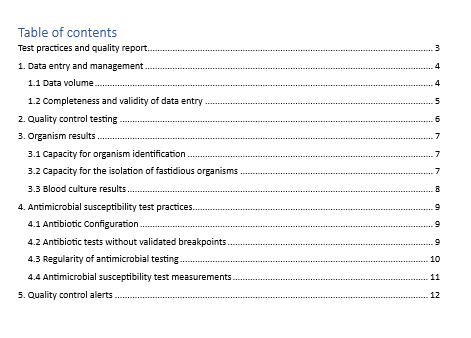 Table of contents
Test practices and quality report........................................................................................................ 3
1. Data entry and management........................................................................................................ 4
1.1 Data volume........................................................................................................ 4
1.2 Completeness and validity of data entry........................................................................................................ 5
2. Quality control testing........................................................................................................ 6
3. Organism results........................................................................................................ 7
3.1 Capacity for organism identification........................................................................................................ 7
3.2 Capacity for the isolation of fastidious organisms........................................................................................................ 7
3.3 Blood culture results........................................................................................................ 8
4. Antimicrobial susceptibility test practices........................................................................................................ 9
4.1 Antibiotic Configuration........................................................................................................ 9
4.2 Antibiotic tests without validated breakpoints........................................................................................................ 9
4.3 Regularity of antimicrobial testing........................................................................................................ 10
4.4 Antimicrobial susceptibility test measurements........................................................................................................ 11
5. Quality control alerts........................................................................................................ 12